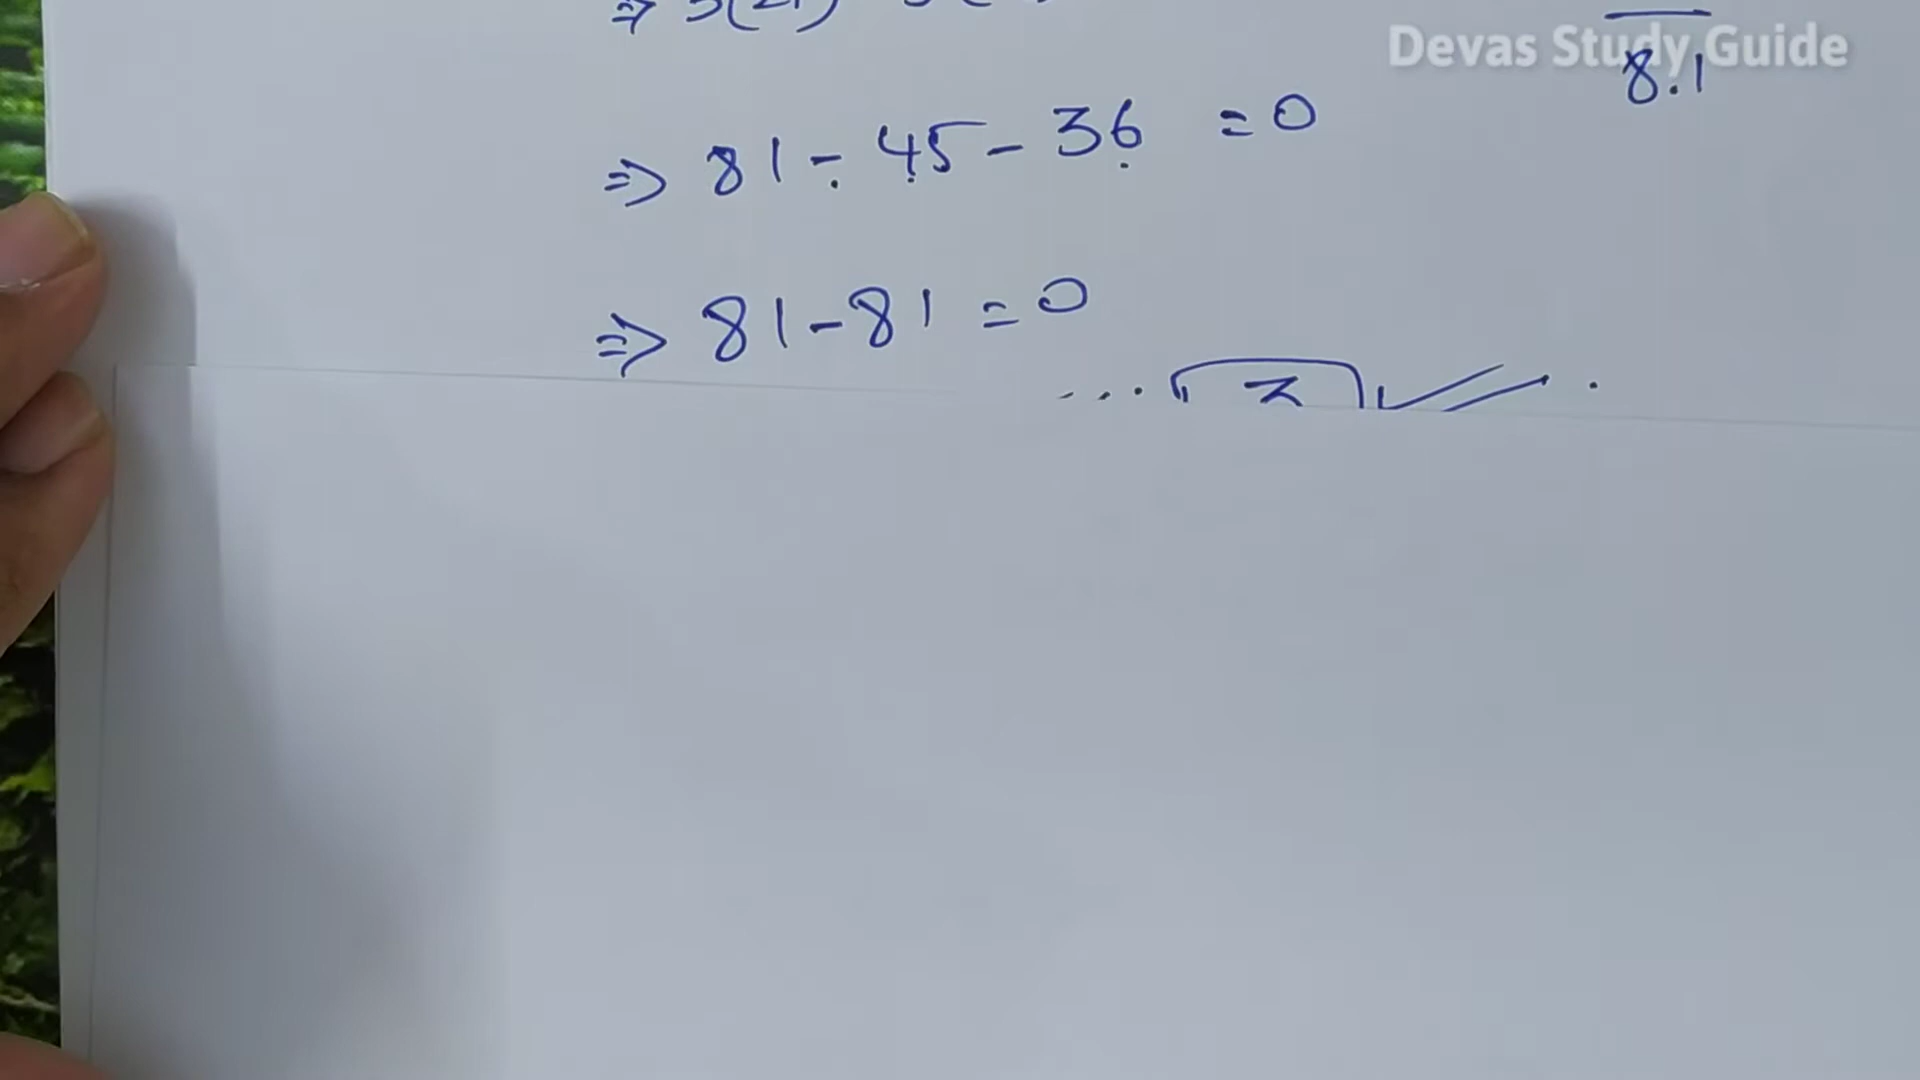 Devas Study Guide
8.1
⇒ 81 - 45 - 36 = 0
⇒ 81 - 81 = 0